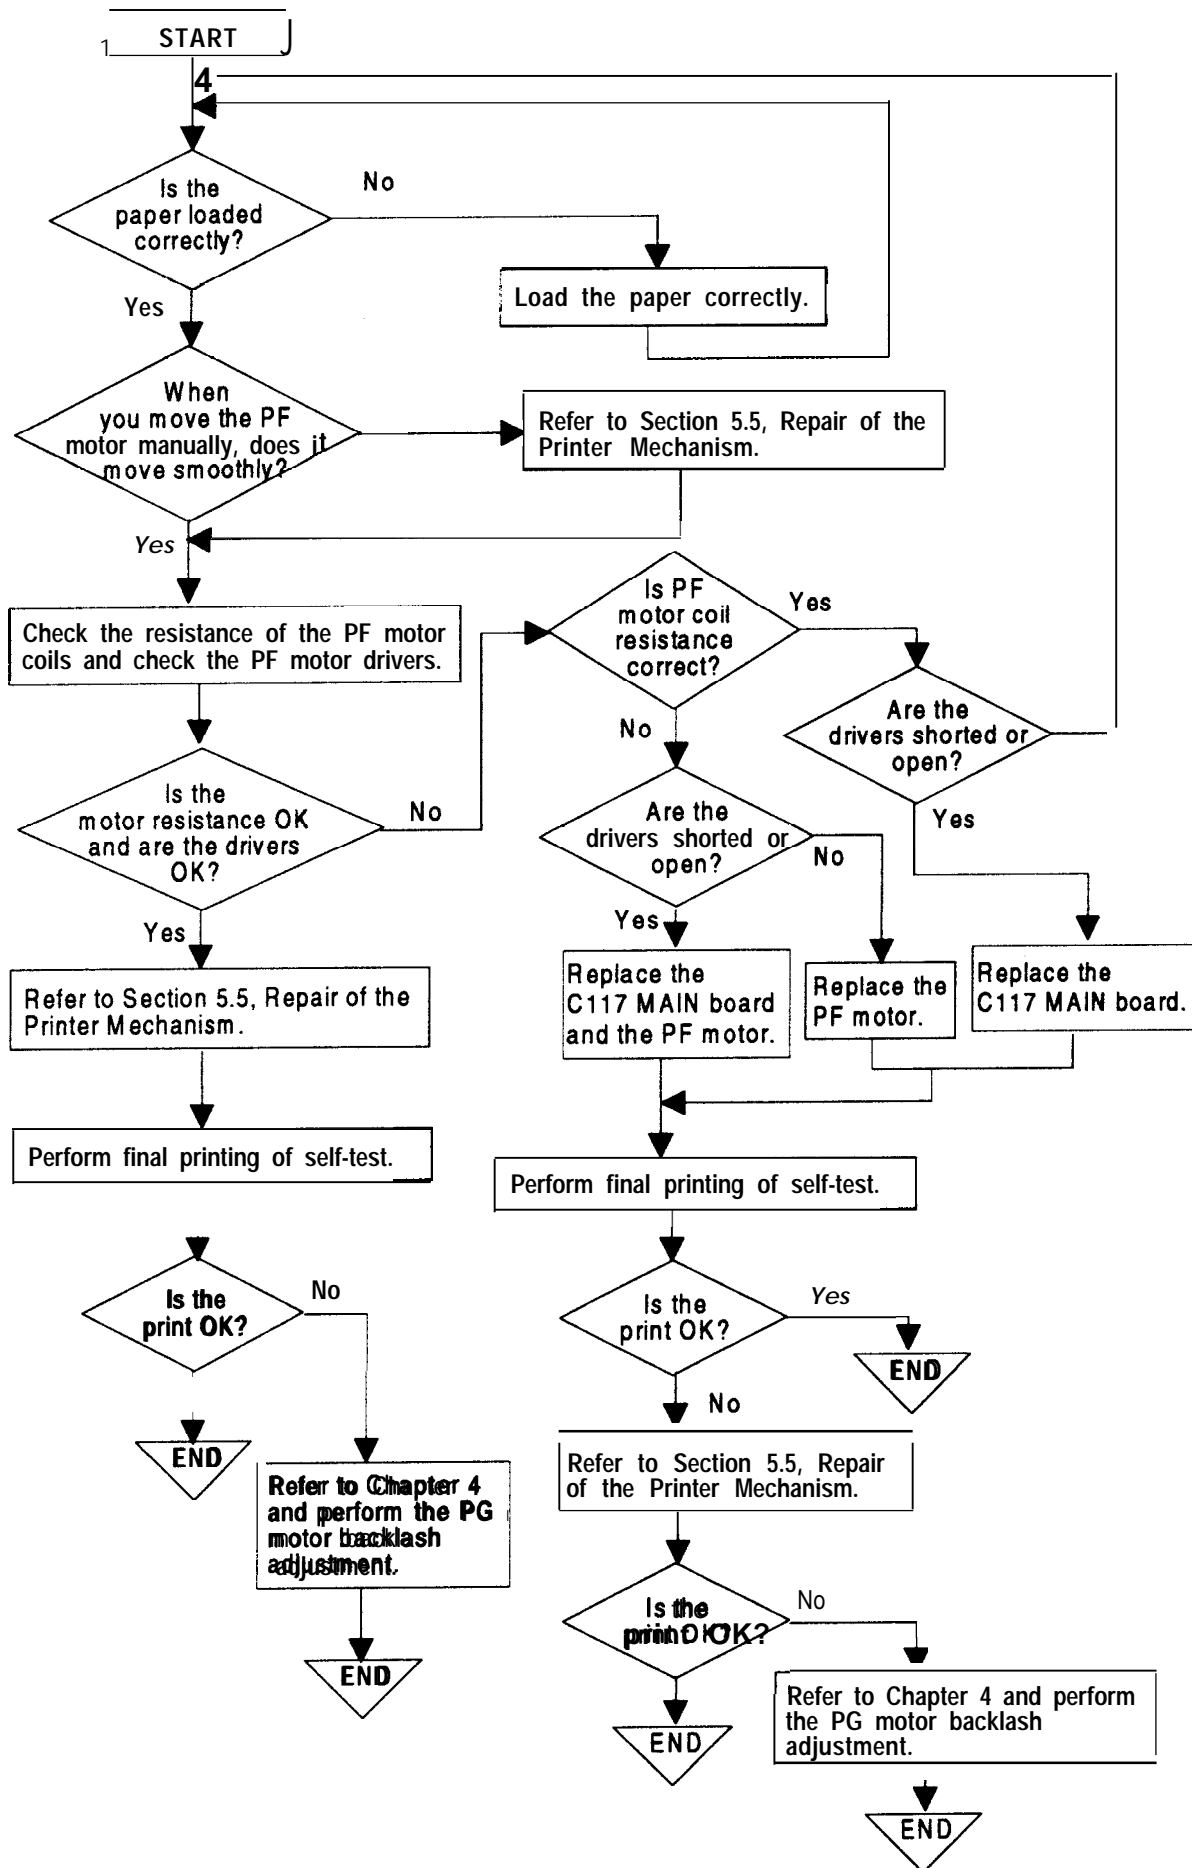 START
4
Is the
paper loaded
correctly?
No
Yes
Load the paper correctly.
When
you move the PF
motor manually, does it
move smoothly?
Refer to Section 5.5, Repair of the
Printer Mechanism.
Yes
Check the resistance of the PF motor
coils and check the PF motor drivers.
Is PF
motor coil
resistance
correct?
Yes
No
Are the
drivers shorted or
open?
Yes
Is the
motor resistance OK
and are the drivers
OK?
No
Yes
Are the
drivers shorted or
open?
No
Yes
Refer to Section 5.5, Repair of the
Printer Mechanism.
Replace the
C117 MAIN board
and the PF motor.
Replace the
PF motor.
Replace the
C117 MAIN board.
Perform final printing of self-test.
Perform final printing of self-test.
Is the
print OK?
No
END
Refer to Chapter 4
and perform the PG
motor backlash
adjustment.
END
Is the
print OK?
Yes
END
No
Refer to Section 5.5, Repair
of the Printer Mechanism.
Is the
print OK?
No
END
Refer to Chapter 4 and perform
the PG motor backlash
adjustment.
END